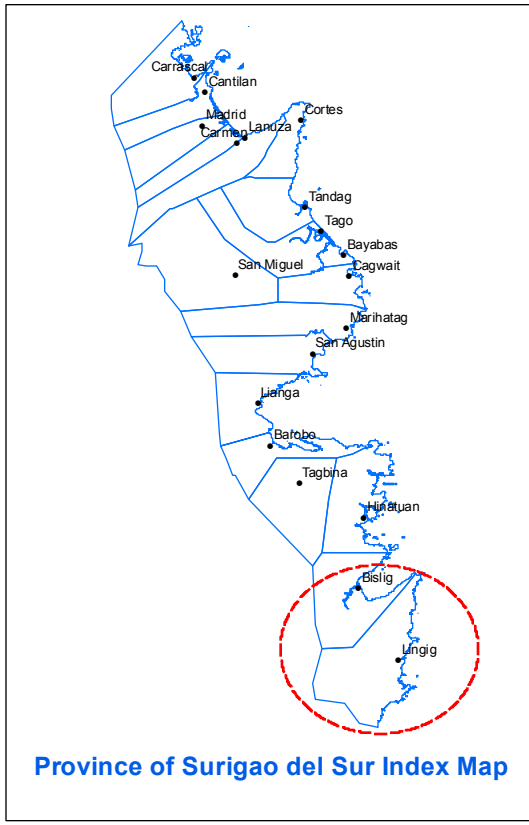 Carrascal
Cantilan
Cortes
Madrid
Lanuza
Carmen
Tandag
Tago
Bayabas
San Miguel
Cagwait
Marihatag
San Agustin
Lianga
Barobo
Tagbina
Hinatuan
Bislig
Lingig
Province of Surigao del Sur Index Map